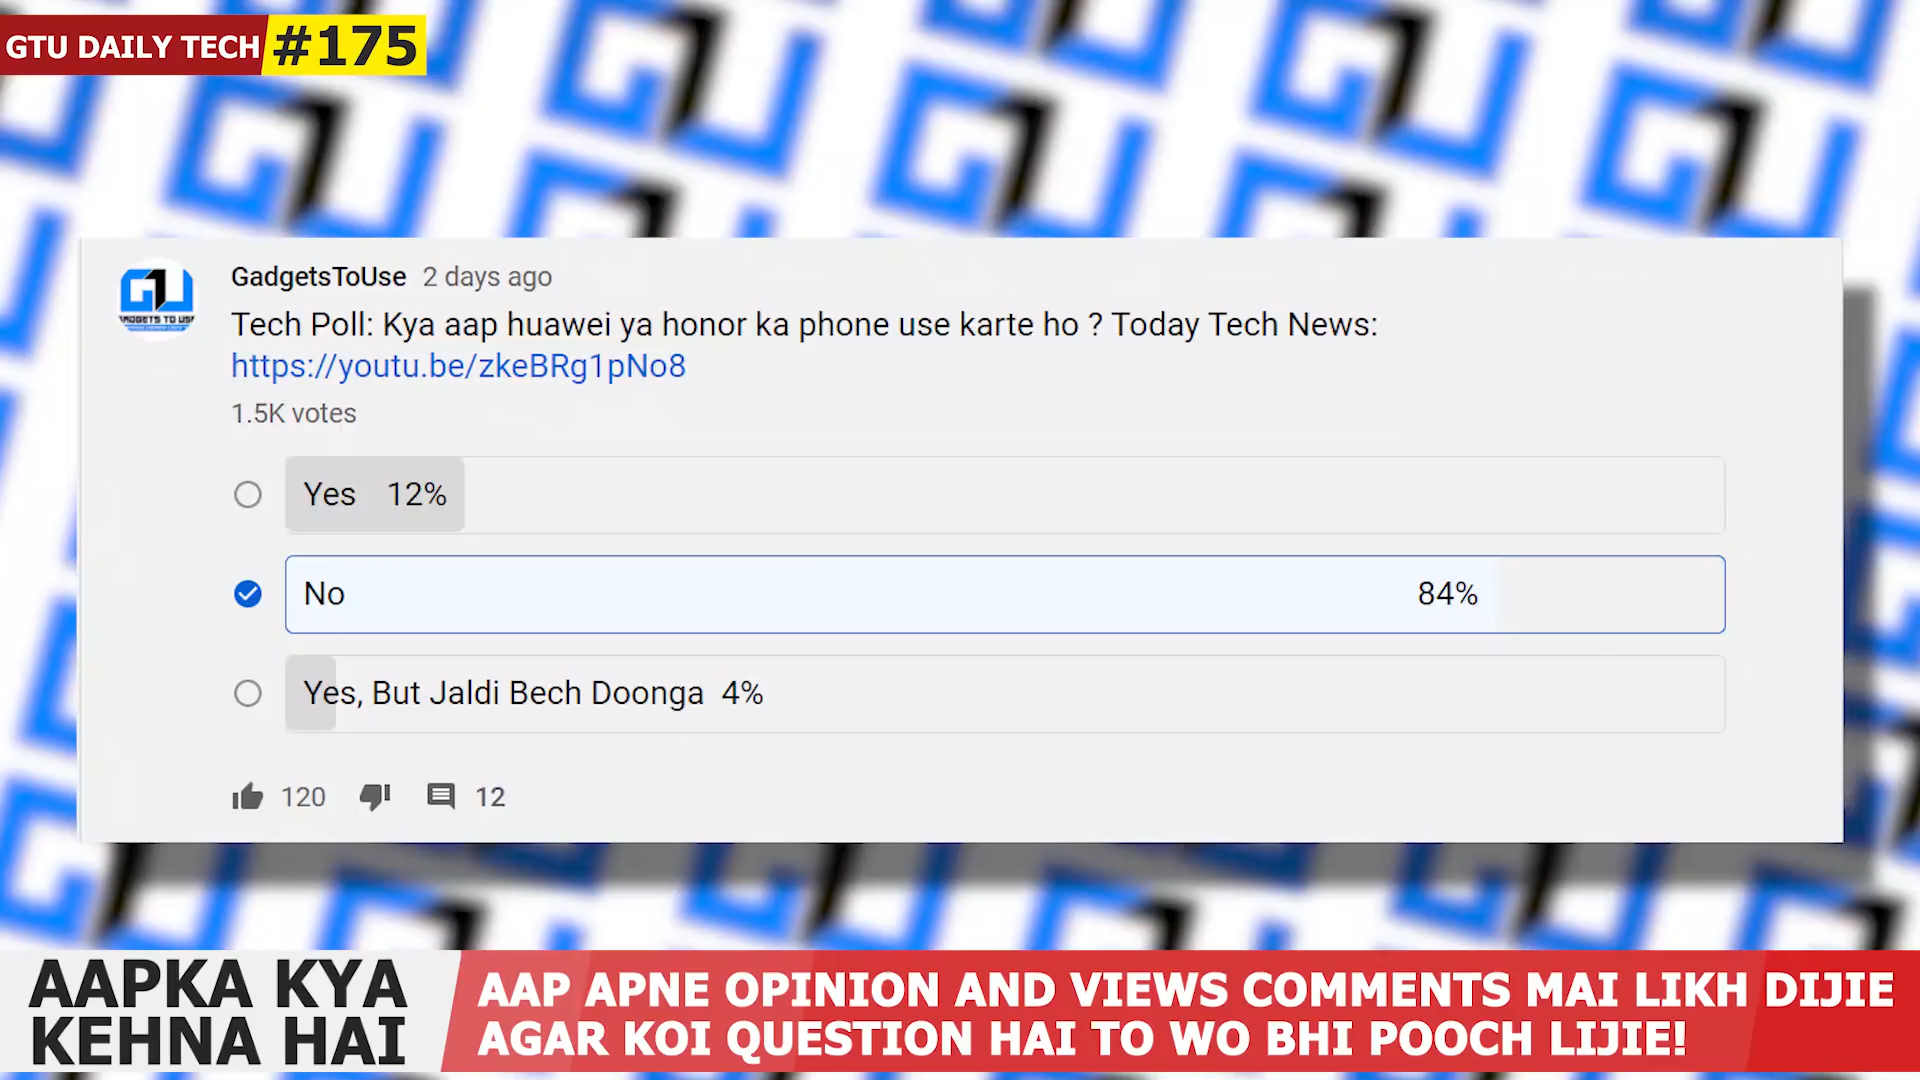 GTU DAILY TECH #175
GadgetsToUse 2 days ago
Tech Poll: Kya aap huawei ya honor ka phone use karte ho ? Today Tech News:
https://youtu.be/zkeBRg1pNo8
1.5K votes
Yes 12%
No 84%
Yes, But Jaldi Bech Doonga 4%
120 12
AAPKA KYA
KEHNA HAI
AAP APNE OPINION AND VIEWS COMMENTS MAI LIKH DIJIE
AGAR KOI QUESTION HAI TO WO BHI POOCH LIJIE!